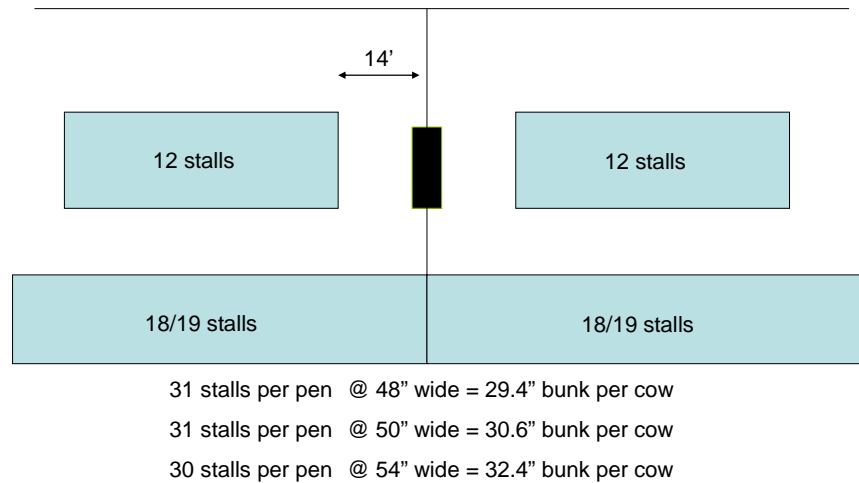 14’
12 stalls
12 stalls
18/19 stalls
18/19 stalls
31 stalls per pen @ 48” wide = 29.4” bunk per cow
31 stalls per pen @ 50” wide = 30.6” bunk per cow
30 stalls per pen @ 54” wide = 32.4” bunk per cow